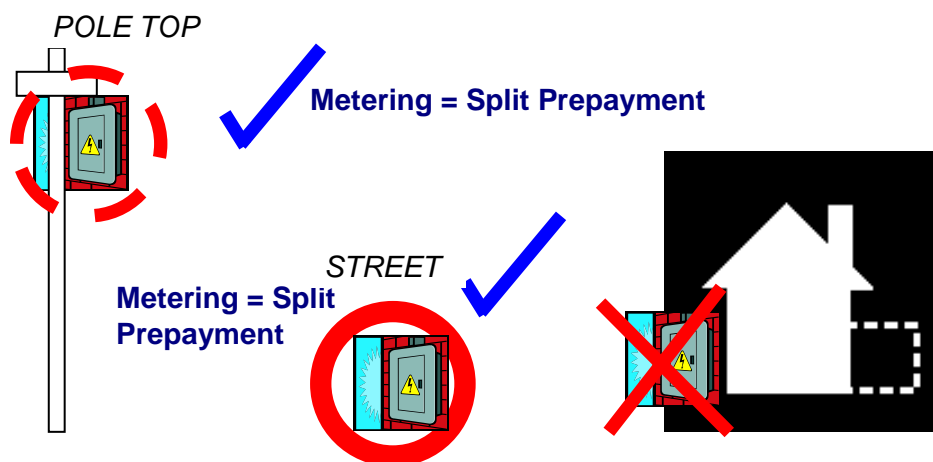 POLE TOP
Metering = Split Prepayment
STREET
Metering = Split
Prepayment